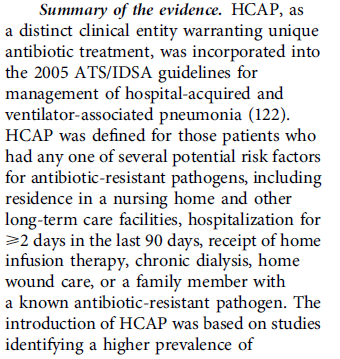 Summary of the evidence. HCAP, as
a distinct clinical entity warranting unique
antibiotic treatment, was incorporated into
the 2005 ATS/IDSA guidelines for
management of hospital-acquired and
ventilator-associated pneumonia (122).
HCAP was defined for those patients who
had any one of several potential risk factors
for antibiotic-resistant pathogens, including
residence in a nursing home and other
long-term care facilities, hospitalization for
⩾2 days in the last 90 days, receipt of home
infusion therapy, chronic dialysis, home
wound care, or a family member with
a known antibiotic-resistant pathogen. The
introduction of HCAP was based on studies
identifying a higher prevalence of